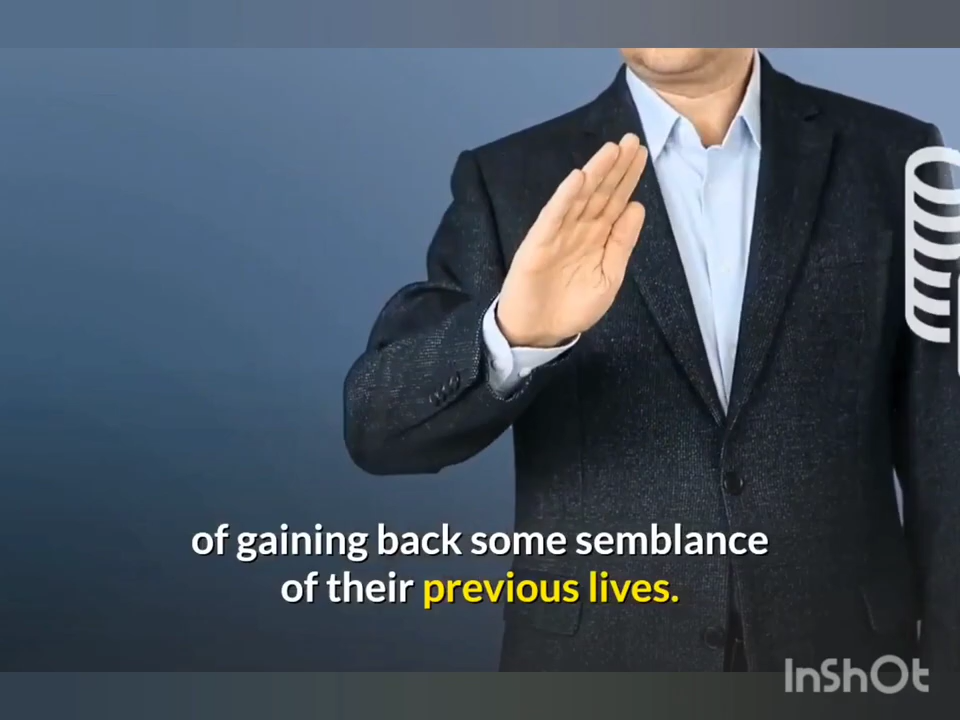 of gaining back some semblance
of their previous lives.
InShOt